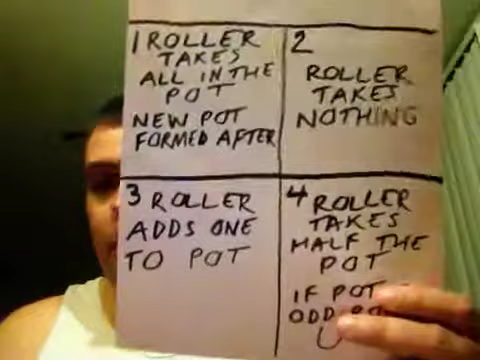 1 ROLLER
TAKES
ALL IN THE
POT
NEW POT
FORMED AFTER
2
ROLLER
TAKES
NOTHING
3 ROLLER
ADDS ONE
TO POT
4 ROLLER
TAKES
HALF THE
POT
IF POT
ODD